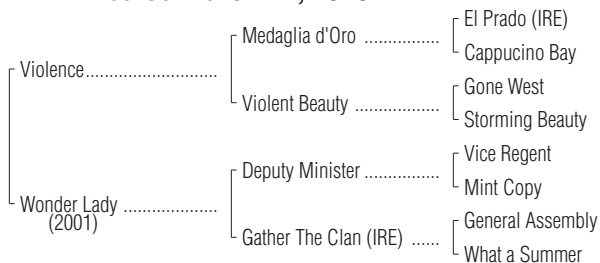 El Prado (IRE)
Medaglia d'Oro ................
Cappucino Bay
Violence............................
Gone West
Violent Beauty ..................
Storming Beauty
Vice Regent
Deputy Minister ................
Mint Copy
Wonder Lady ....................
(2001)
General Assembly
Gather The Clan (IRE) ......
What a Summer